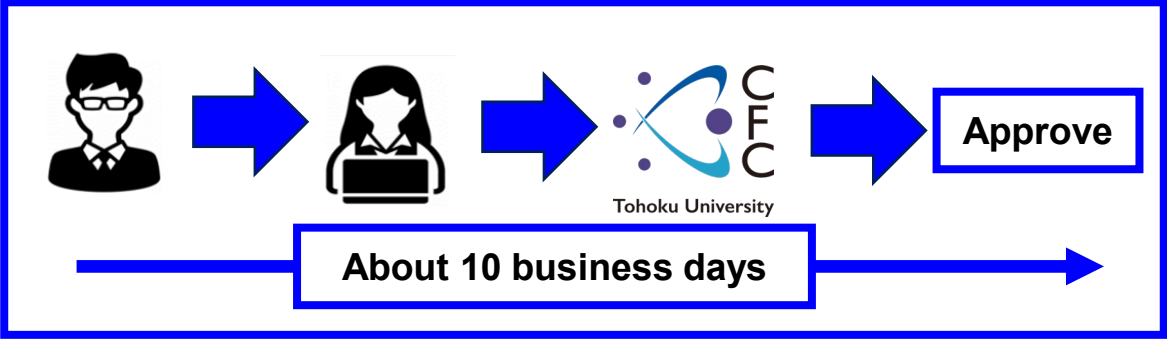 C
F
C
Tohoku University
Approve
About 10 business days